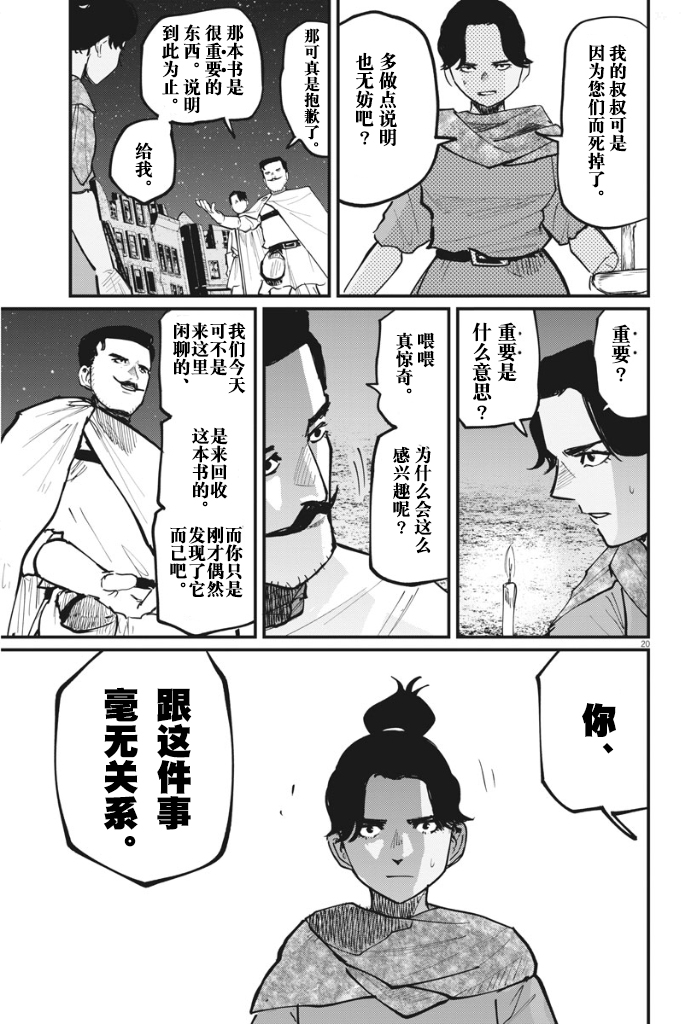 我的叔叔可是
因为您们而死掉了。
多做点说明
也无妨吧？
那可真是抱歉了。
那本书是
很重要的
东西。说明
到此为止。
给我。
重要？
重要是
什么意思？
喂喂
真惊奇。
为什么会这么
感兴趣呢？
我们今天
可不是
来这里
闲聊的、
是来回收
这本书的。
而你只是
刚才偶然
发现了它
而已吧。
20
你、
跟这件事
毫无关系。